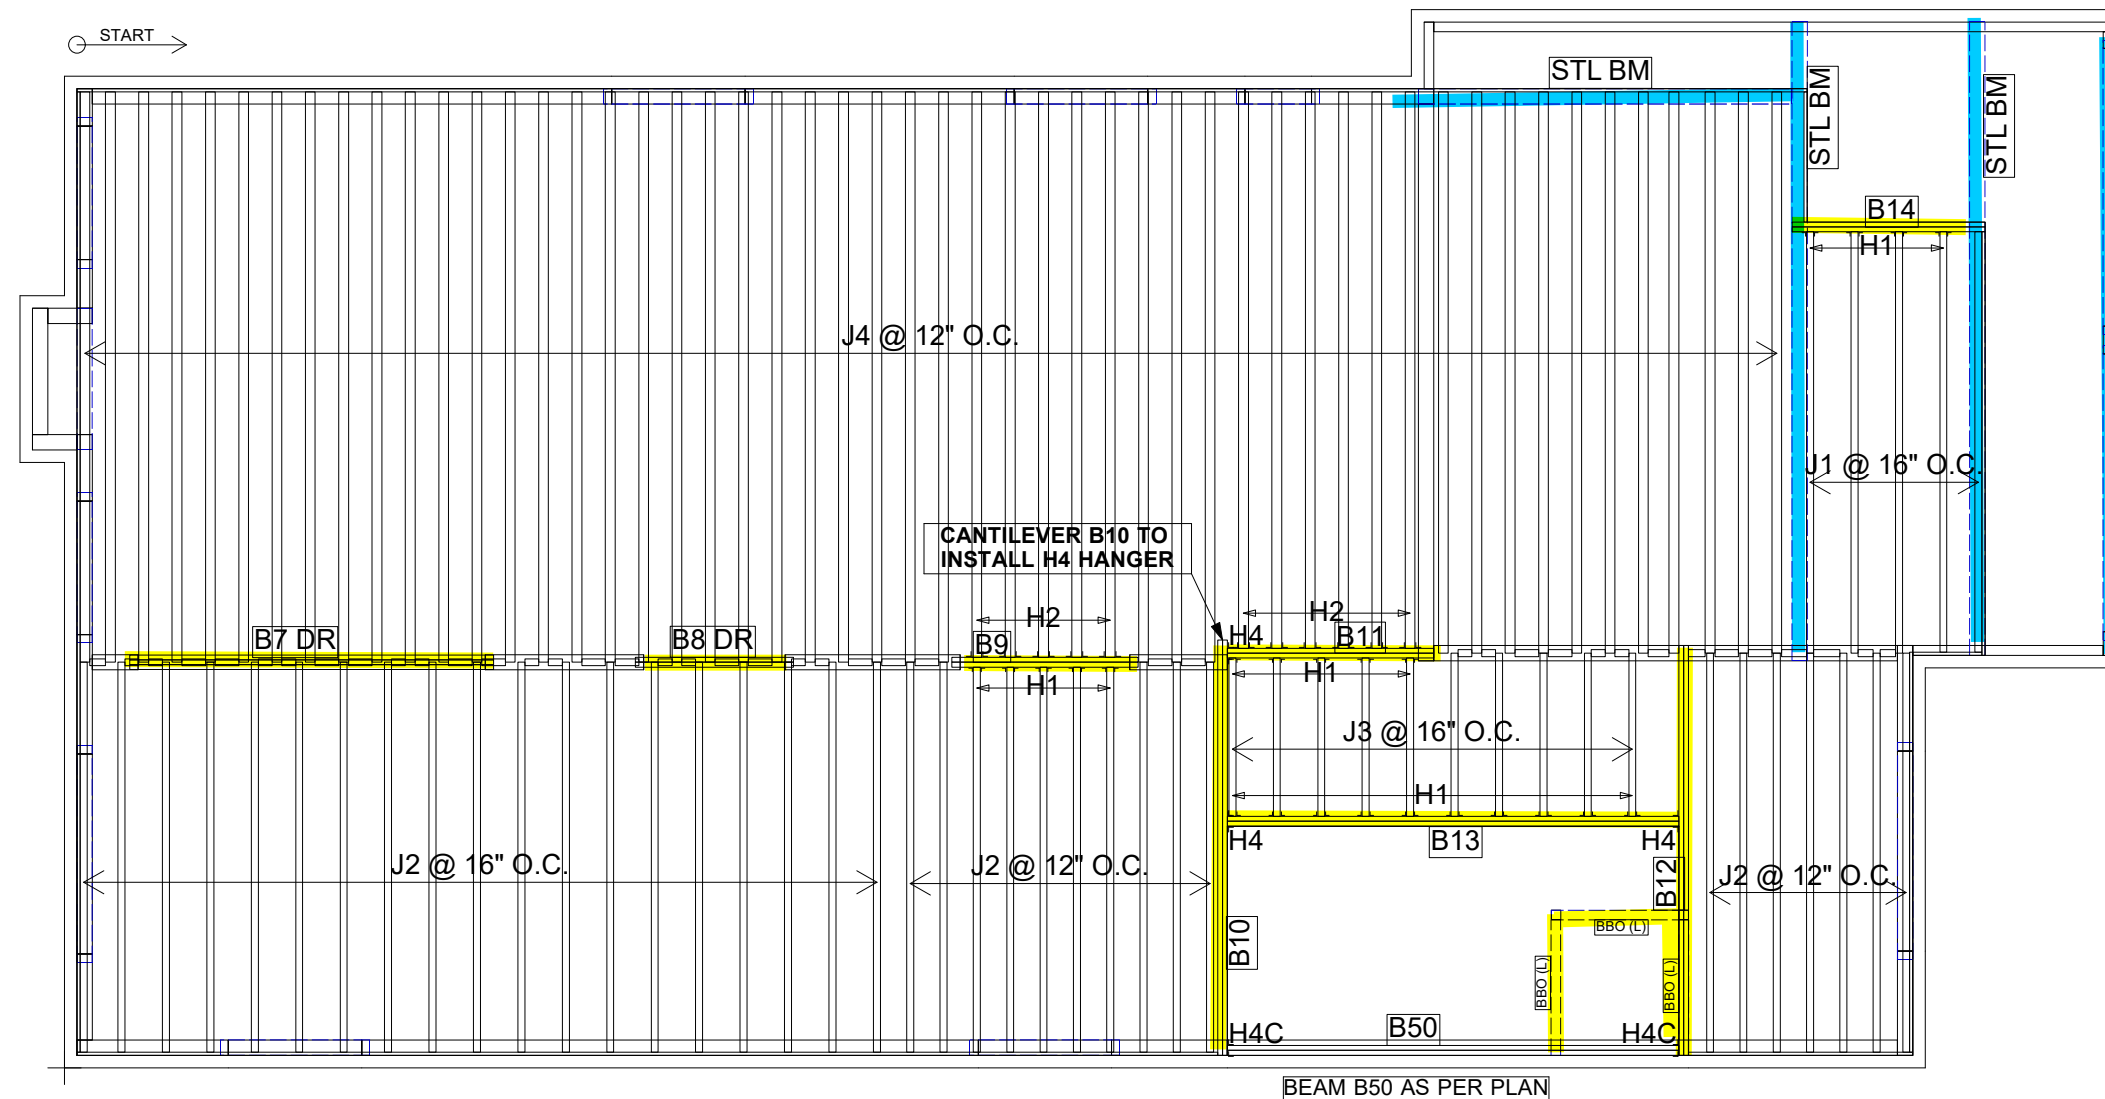 START
STL BM
STL BM
STL BM
B14
H1
J4 @ 12" O.C.
J1 @ 16" O.C.
CANTILEVER B10 TO
INSTALL H4 HANGER
B7 DR
B8 DR
H2
B9
H1
H2
H4
B11
H1
J3 @ 16" O.C.
H1
H4
B13
H4
J2 @ 16" O.C.
J2 @ 12" O.C.
B12
J2 @ 12" O.C.
B10
BBO (L)
BBO (L)
BBO (L)
H4C
B50
H4C
BEAM B50 AS PER PLAN